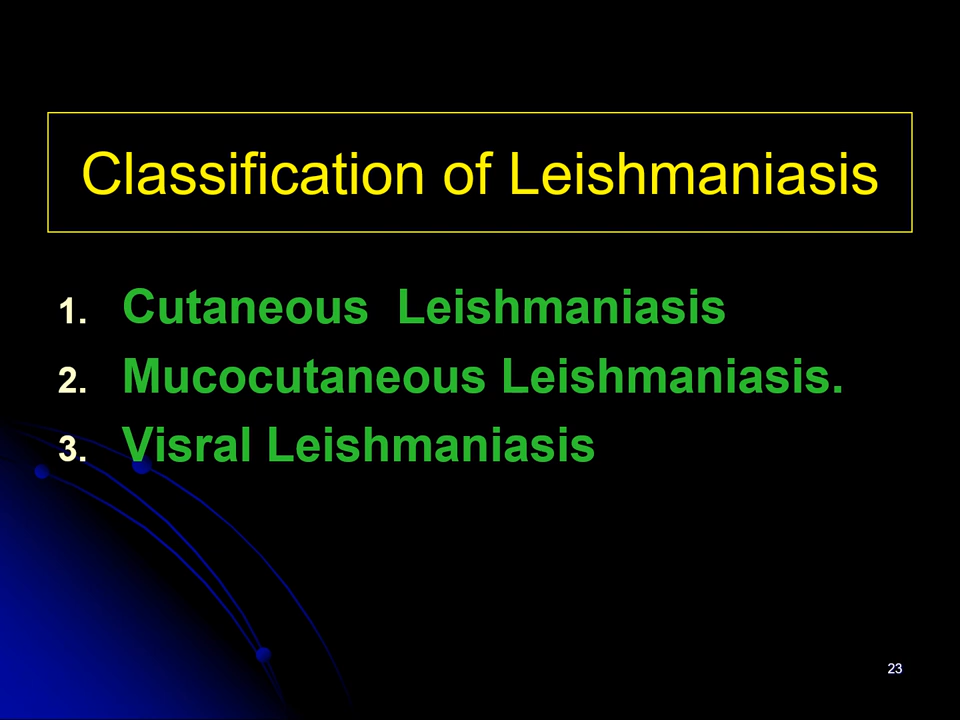 Classification of Leishmaniasis
1. Cutaneous  Leishmaniasis
2. Mucocutaneous Leishmaniasis.
3. Visral Leishmaniasis
23